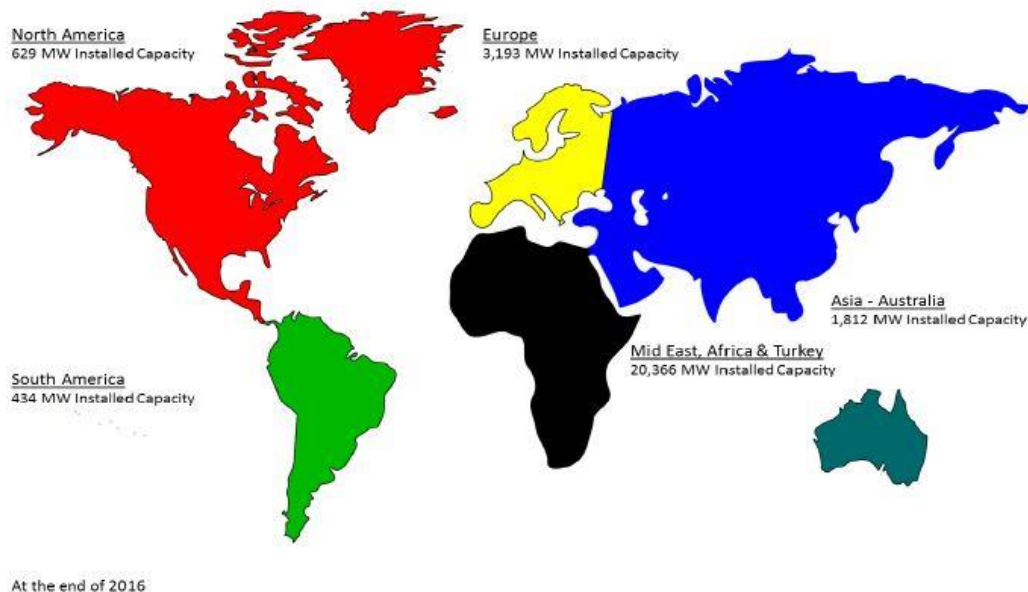 North America
629 MW Installed Capacity
Europe
3,193 MW Installed Capacity
Asia - Australia
1,812 MW Installed Capacity
Mid East, Africa & Turkey
20,366 MW Installed Capacity
South America
434 MW Installed Capacity
At the end of 2016